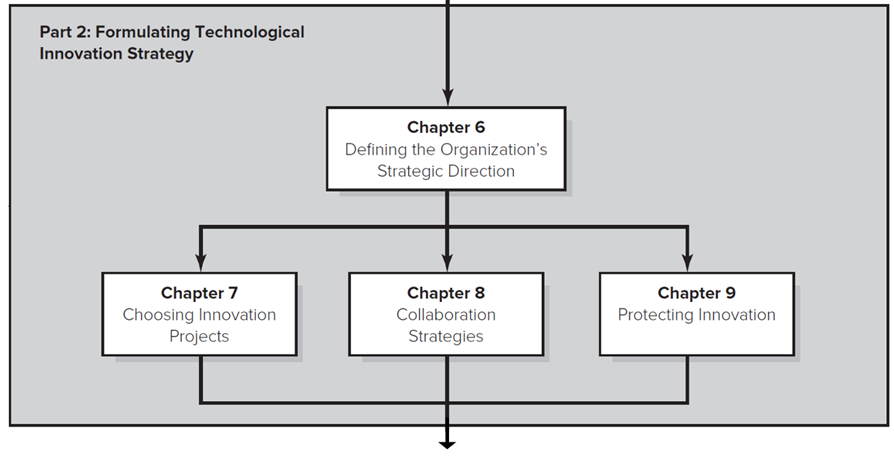 Part 2: Formulating Technological
Innovation Strategy
Chapter 6
Defining the Organization’s
Strategic Direction
Chapter 7
Choosing Innovation
Projects
Chapter 8
Collaboration
Strategies
Chapter 9
Protecting Innovation